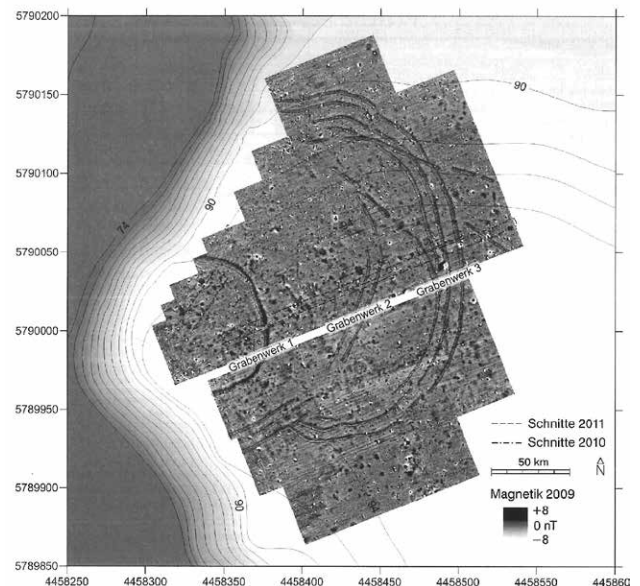 5790200
5790150
5790100
5790050
5790000
5789950
5789900
5789850
4458250
4458300
4458350
4458400
4458450
4458500
4458550
90
74
90
90
Grabenwerk 1
Grabenwerk 2
Grabenwerk 3
Schnitte 2011
Schnitte 2010
50 km
N
Magnetik 2009
+8
0 nT
−8